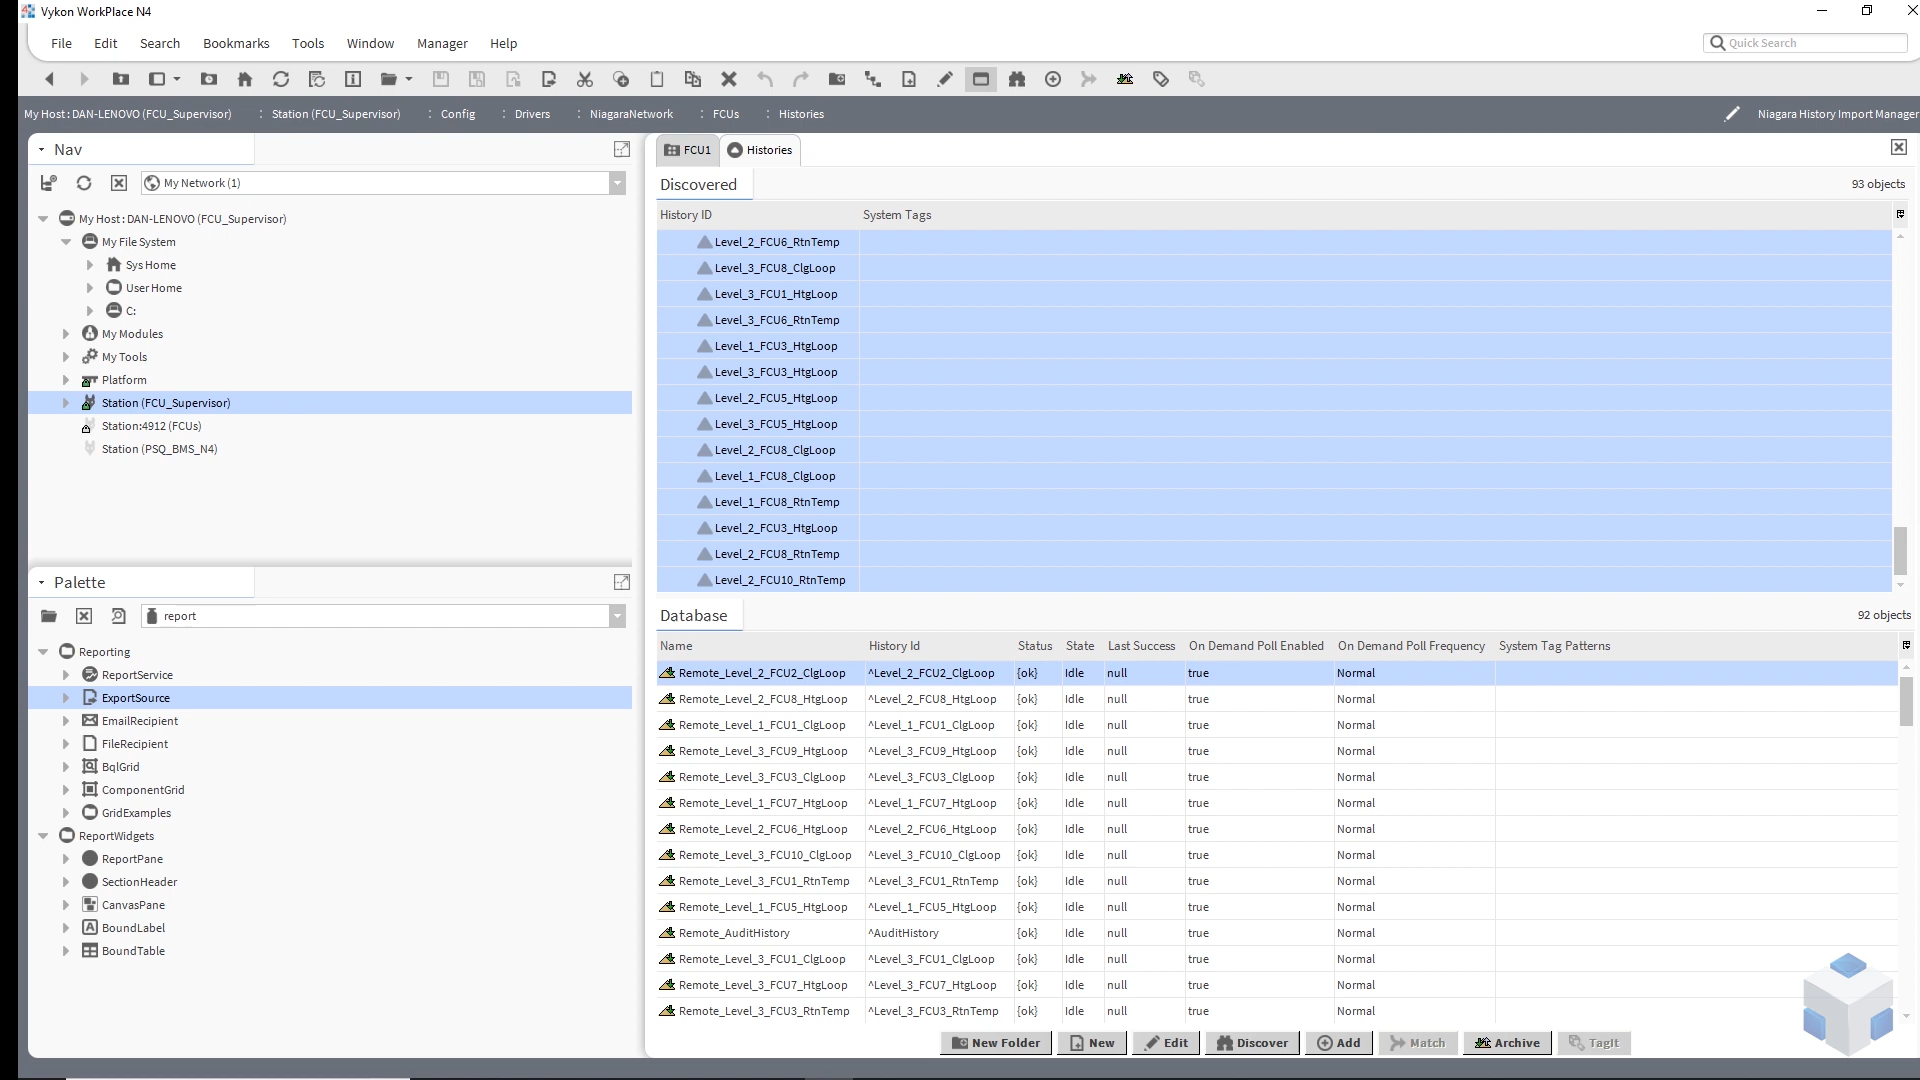 Vykon WorkPlace N4
File Edit Search Bookmarks Tools Window Manager Help
Quick Search
My Host : DAN-LENOVO (FCU_Supervisor) : Station (FCU_Supervisor) : Config : Drivers : NiagaraNetwork : FCUs : Histories
Niagara History Import Manager
Nav
My Network (1)
My Host : DAN-LENOVO (FCU_Supervisor)
My File System
Sys Home
User Home
C:
My Modules
My Tools
Platform
Station (FCU_Supervisor)
Station:4912 (FCUs)
Station (PSQ_BMS_N4)
Palette
report
Reporting
ReportService
ExportSource
EmailRecipient
FileRecipient
BqlGrid
ComponentGrid
GridExamples
ReportWidgets
ReportPane
SectionHeader
CanvasPane
BoundLabel
BoundTable
FCU1 Histories
Discovered 93 objects
History ID System Tags
Level_2_FCU6_RtnTemp
Level_3_FCU8_ClgLoop
Level_3_FCU1_HtgLoop
Level_3_FCU6_RtnTemp
Level_1_FCU3_HtgLoop
Level_3_FCU3_HtgLoop
Level_2_FCU5_HtgLoop
Level_3_FCU5_HtgLoop
Level_2_FCU8_ClgLoop
Level_1_FCU8_ClgLoop
Level_1_FCU8_RtnTemp
Level_2_FCU3_HtgLoop
Level_2_FCU8_RtnTemp
Level_2_FCU10_RtnTemp
Database 92 objects
Name History Id Status State Last Success On Demand Poll Enabled On Demand Poll Frequency System Tag Patterns
Remote_Level_2_FCU2_ClgLoop ^Level_2_FCU2_ClgLoop {ok} Idle null true Normal
Remote_Level_2_FCU8_HtgLoop ^Level_2_FCU8_HtgLoop {ok} Idle null true Normal
Remote_Level_1_FCU1_ClgLoop ^Level_1_FCU1_ClgLoop {ok} Idle null true Normal
Remote_Level_3_FCU9_HtgLoop ^Level_3_FCU9_HtgLoop {ok} Idle null true Normal
Remote_Level_3_FCU3_ClgLoop ^Level_3_FCU3_ClgLoop {ok} Idle null true Normal
Remote_Level_1_FCU7_HtgLoop ^Level_1_FCU7_HtgLoop {ok} Idle null true Normal
Remote_Level_2_FCU6_HtgLoop ^Level_2_FCU6_HtgLoop {ok} Idle null true Normal
Remote_Level_3_FCU10_ClgLoop ^Level_3_FCU10_ClgLoop {ok} Idle null true Normal
Remote_Level_3_FCU1_RtnTemp ^Level_3_FCU1_RtnTemp {ok} Idle null true Normal
Remote_Level_1_FCU5_HtgLoop ^Level_1_FCU5_HtgLoop {ok} Idle null true Normal
Remote_AuditHistory ^AuditHistory {ok} Idle null true Normal
Remote_Level_3_FCU1_ClgLoop ^Level_3_FCU1_ClgLoop {ok} Idle null true Normal
Remote_Level_3_FCU7_HtgLoop ^Level_3_FCU7_HtgLoop {ok} Idle null true Normal
Remote_Level_3_FCU3_RtnTemp ^Level_3_FCU3_RtnTemp {ok} Idle null true Normal
New Folder New Edit Discover Add Match Archive TagIt